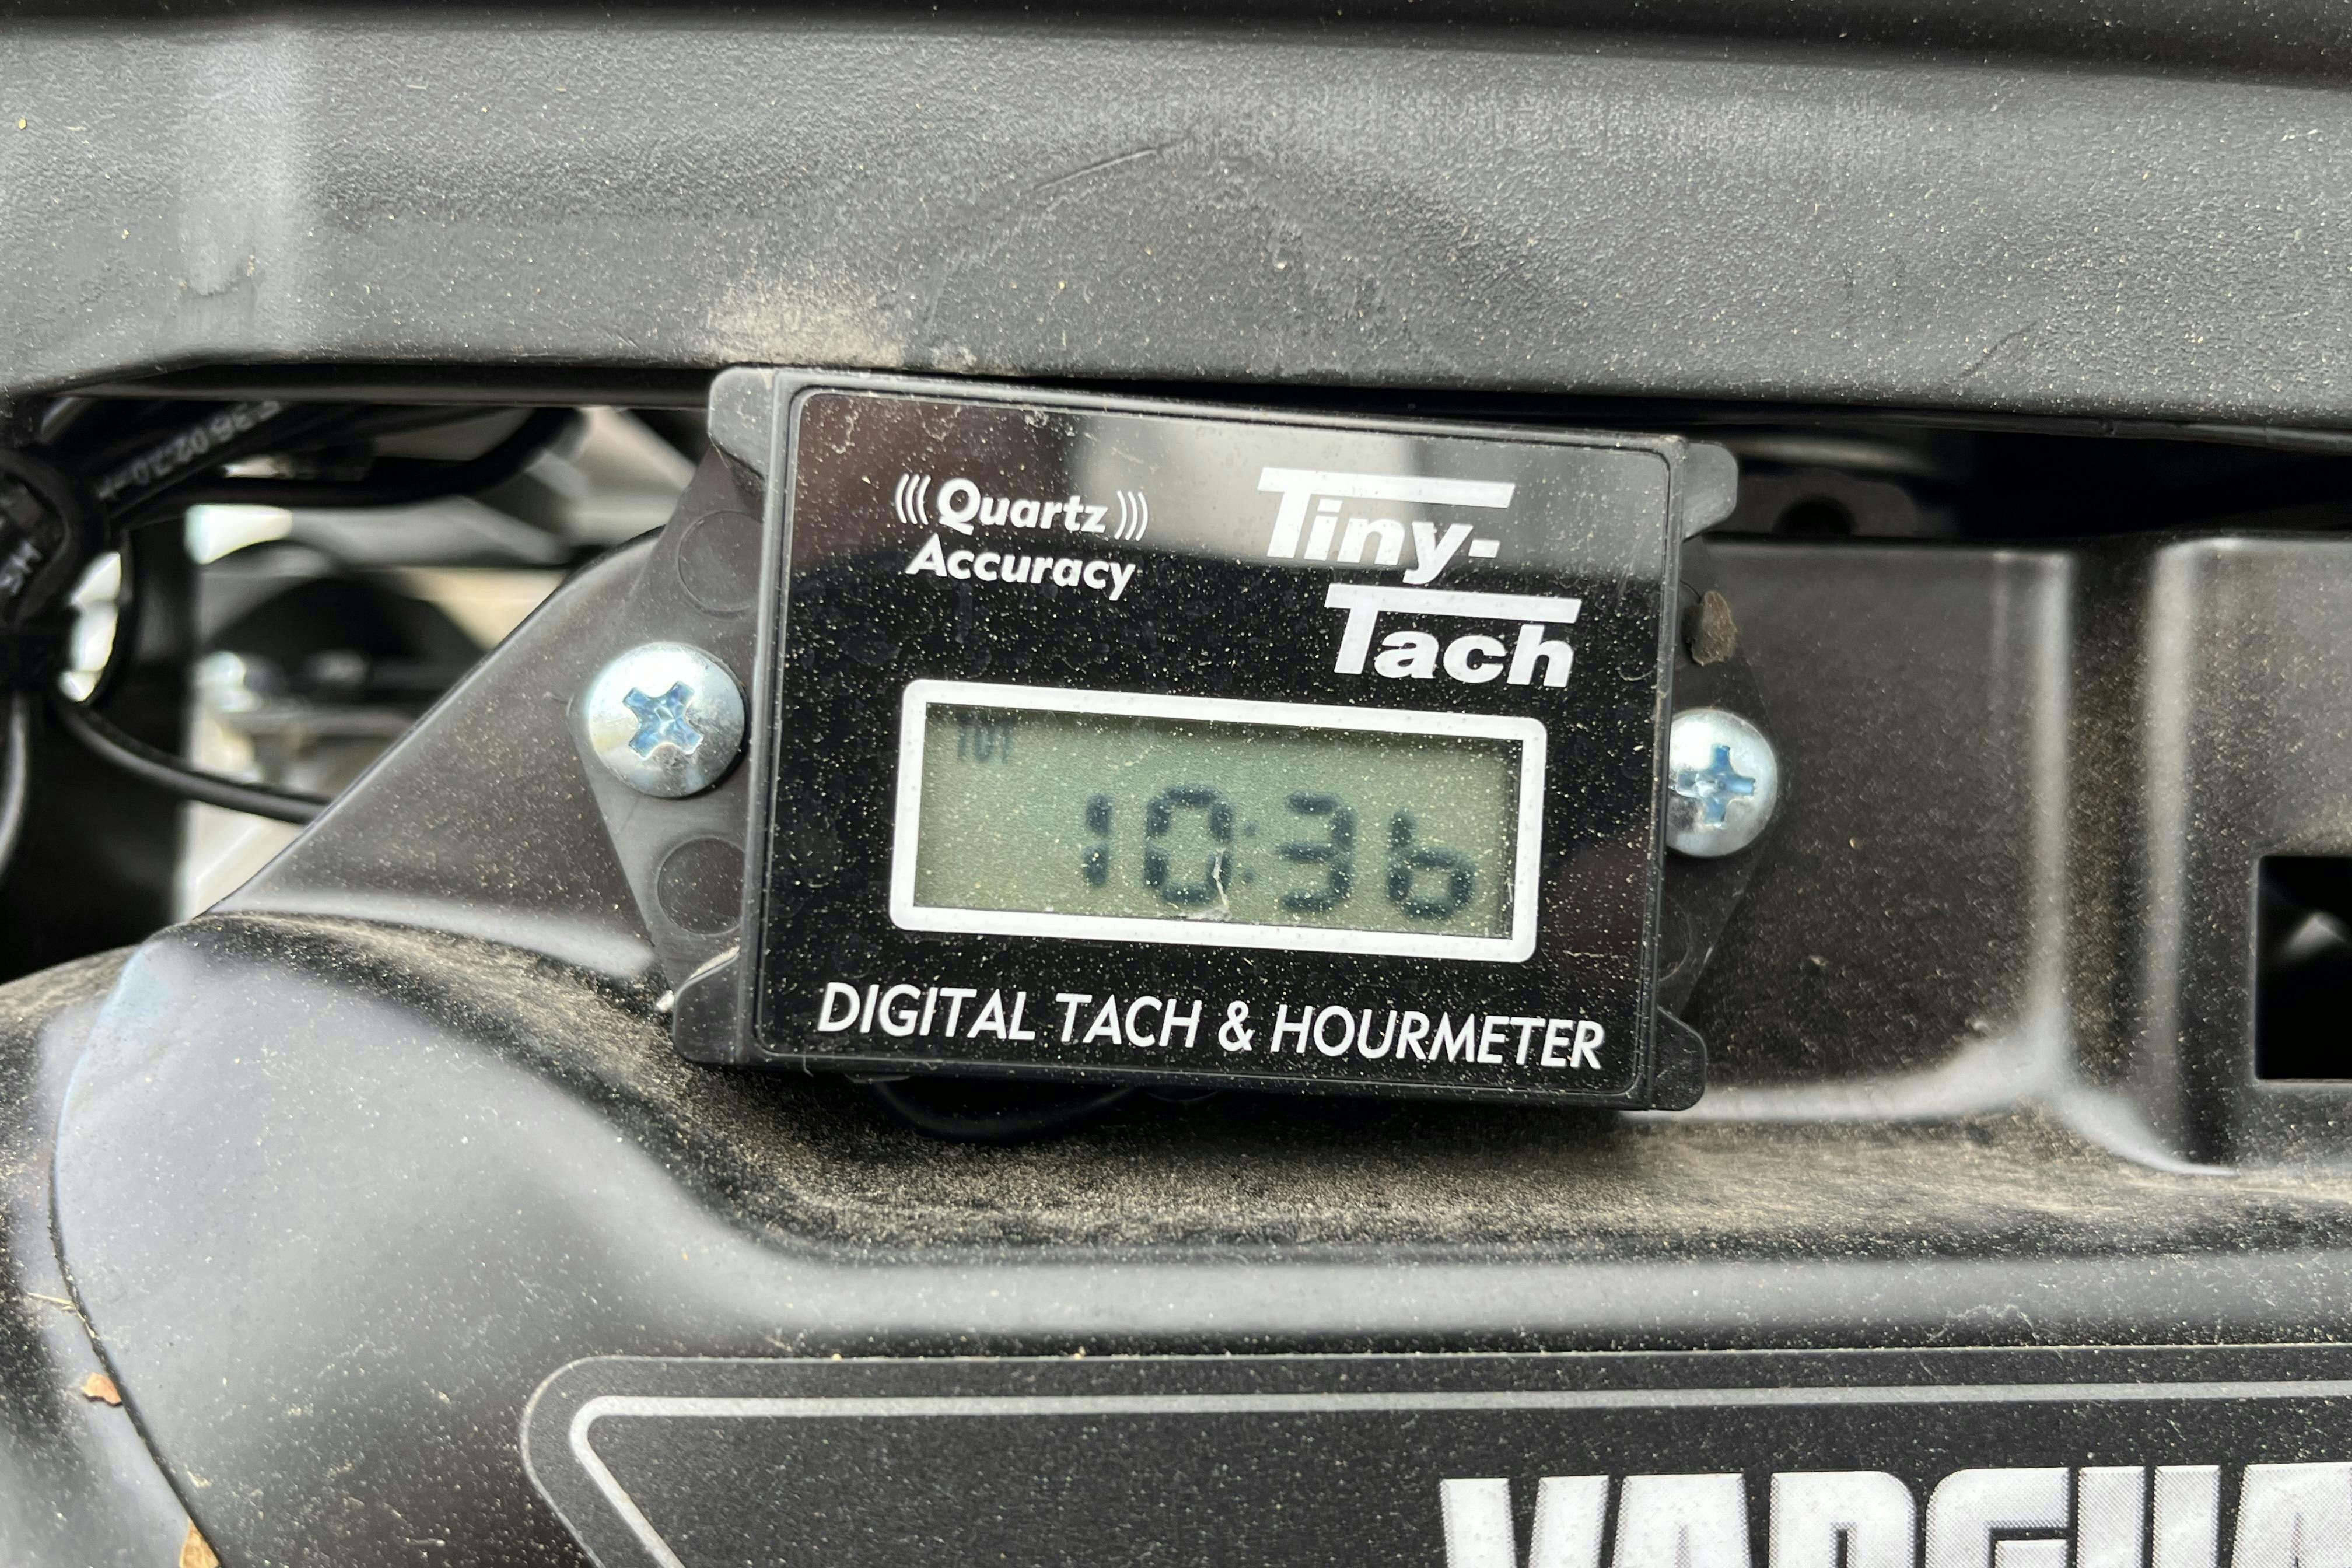 (((Quartz)))
Accuracy
Tiny-
Tach
TOT
10:36
DIGITAL TACH & HOURMETER